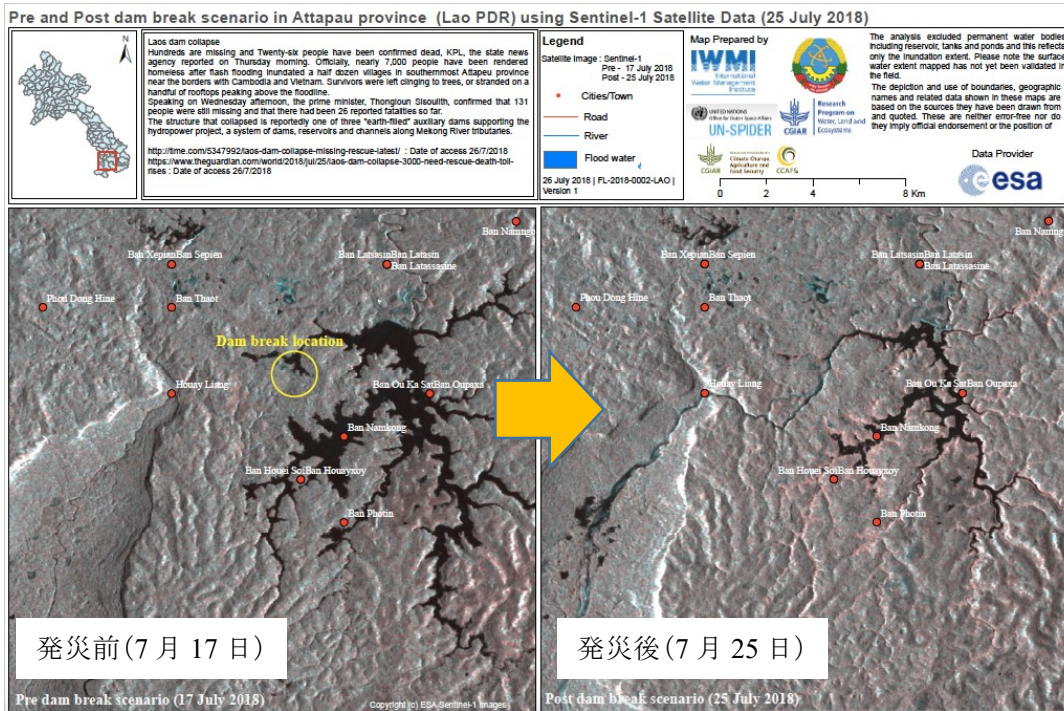 Pre and Post dam break scenario in Attapau province (Lao PDR) using Sentinel-1 Satellite Data (25 July 2018)
N
Laos dam collapse
Hundreds are missing and Twenty-six people have been confirmed dead, KPL, the state news
agency reported on Thursday morning. Officially, nearly 7,000 people have been rendered
homeless after flash flooding inundated a half dozen villages in southernmost Attapeu province
near the borders with Cambodia and Vietnam. Survivors were left clinging to trees, or stranded on a
handful of rooftops peaking above the floodline.
Speaking on Wednesday afternoon, the prime minister, Thongloun Sisoulith, confirmed that 131
people were still missing and that there had been 26 reported fatalities so far.
The structure that collapsed is reportedly one of three "earth-filled" auxiliary dams supporting the
hydropower project, a system of dams, reservoirs and channels along Mekong River tributaries.
http://time.com/5347992/laos-dam-collapse-missing-rescue-latest/ : Date of access 26/7/2018
https://www.theguardian.com/world/2018/jul/25/laos-dam-collapse-3000-need-rescue-death-toll-
rises : Date of access 26/7/2018
Legend
Satellite Image : Sentinel-1
Pre - 17 July 2018
Post - 25 July 2018
Cities/Town
Road
River
Flood water
26 July 2018 | FL-2018-0002-LAO |
Version 1
Map Prepared by
IWMI
International
Water Management
Institute
UNITED NATIONS
Office for Outer Space Affairs
UN-SPIDER
CGIAR
RESEARCH
Program on
Water, Land and
Ecosystems
CGIAR
Climate Change,
Agriculture and
Food Security
CCAFS
0 2 4 8 Km
The analysis excluded permanent water bodies
including reservoir, tanks and ponds and this reflects
only the inundation extent. Please note the surface
water extent mapped has not yet been validated in
the field.
The depiction and use of boundaries, geographic
names and related data shown in these maps are
based on the sources they have been drawn from
and quoted. These are neither error-free nor do
they imply official endorsement or the position of
Data Provider
esa
Ban Xepian Ban Sepien
Ban Latsasin Ban Latasin
Ban Latassasine
Phou Dong Hine
Ban Thaot
Dam break location
Houay Liang
Ban Ou Ka Sat Ban Oupaxa
Ban Namkong
Ban Houei Soi Ban Houayxoy
Ban Photin
発災前(7月17日)
Pre dam break scenario (17 July 2018)
Copyright (c) ESA Sentinel-1 Images
Ban Xepian Ban Sepien
Ban Latsasin Ban Latasin
Ban Latassasine
Phou Dong Hine
Ban Thaot
Houay Liang
Ban Ou Ka Sat Ban Oupaxa
Ban Namkong
Ban Houei Soi Ban Houayxoy
Ban Photin
発災後(7月25日)
Post dam break scenario (25 July 2018)